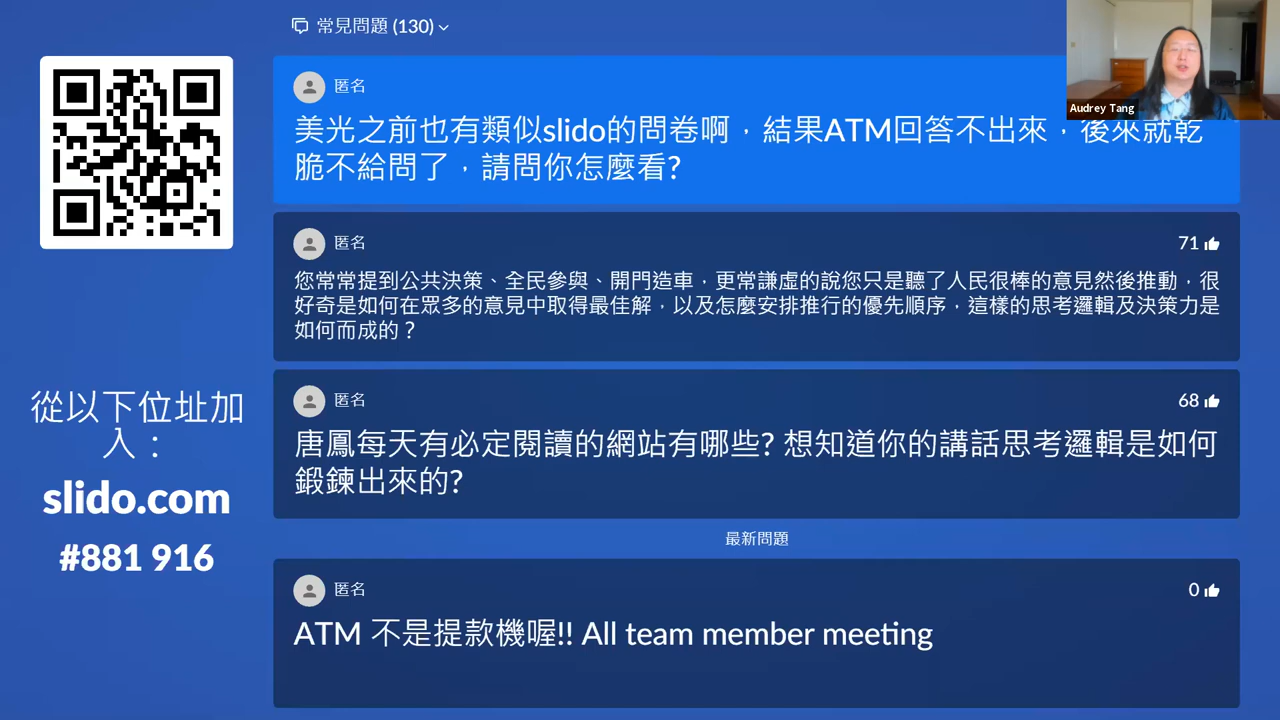 常見問題 (130)
匿名
美光之前也有類似slido的問卷啊，結果ATM回答不出來，後來就乾
脆不給問了，請問你怎麼看?
Audrey Tang
匿名
71
您常常提到公共決策、全民參與、開門造車，更常謙虛的說您只是聽了人民很棒的意見然後推動，很
好奇是如何在眾多的意見中取得最佳解，以及怎麼安排推行的優先順序，這樣的思考邏輯及決策力是
如何而成的？
匿名
68
唐鳳每天有必定閱讀的網站有哪些? 想知道你的講話思考邏輯是如何
鍛鍊出來的?
最新問題
匿名
0
ATM 不是提款機喔!! All team member meeting
從以下位址加
入：
slido.com
#881 916